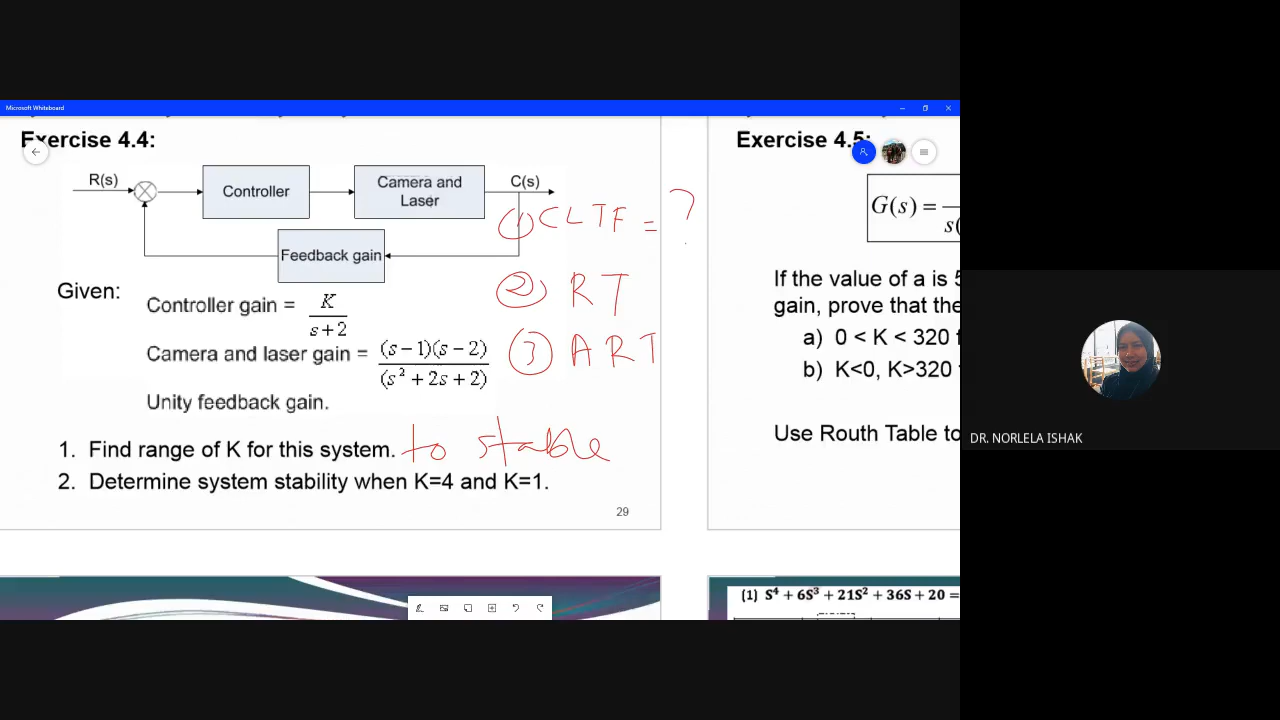 Microsoft Whiteboard
Exercise 4.4:
R(s)
Controller
Camera and
Laser
C(s)
Feedback gain
① CLTF = ?
② RT
③ ART
Given:
Controller gain = K / s+2
Camera and laser gain = (s−1)(s−2) / (s² + 2s + 2)
Unity feedback gain.
1. Find range of K for this system. to stable
2. Determine system stability when K=4 and K=1.
29
Exercise 4.5:
G(s) =
s(
If the value of a is 5
gain, prove that the
a) 0 < K < 320
b) K<0, K>320
Use Routh Table to
(1) S⁴ + 6S³ + 21S² + 36S + 20 =
DR. NORLELA ISHAK